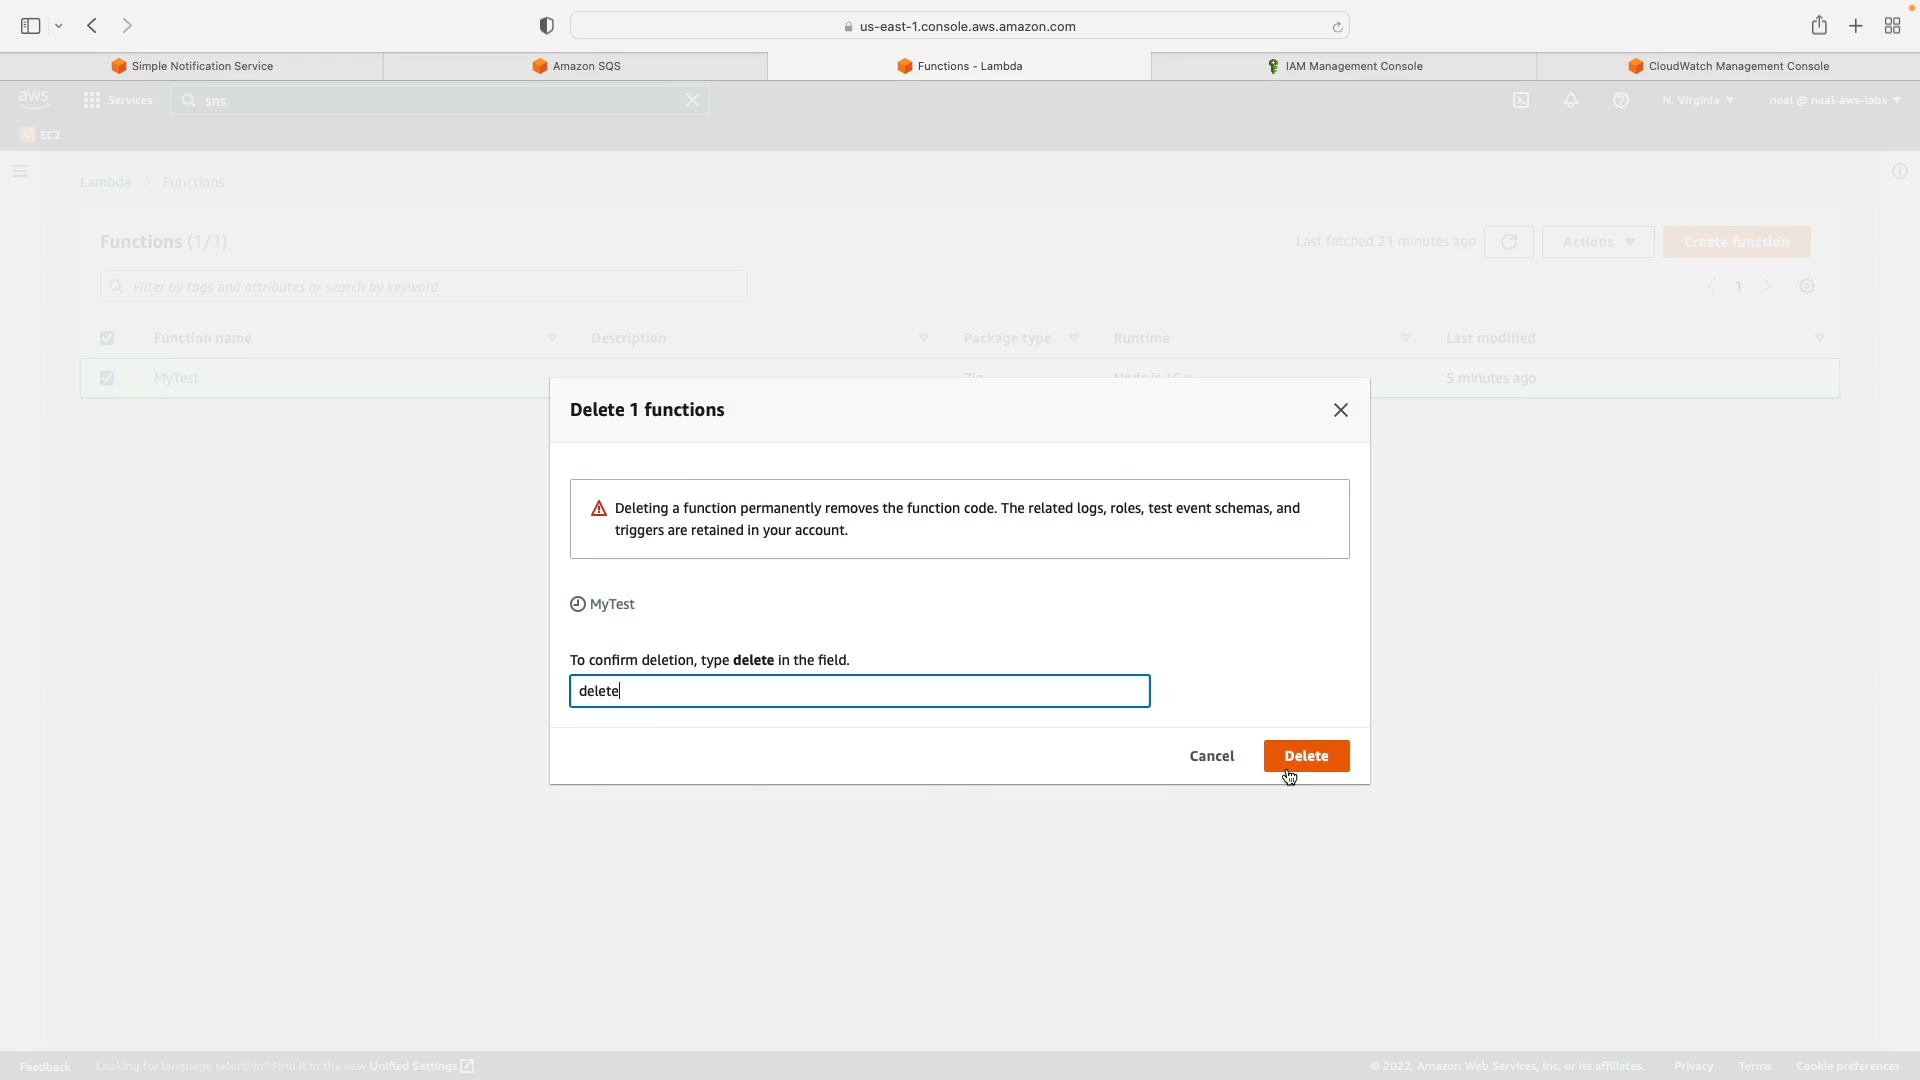 us-east-1.console.aws.amazon.com
Simple Notification Service
Amazon SQS
Functions - Lambda
IAM Management Console
CloudWatch Management Console
aws
Services
sns
N. Virginia
neal @ neal-aws-labs
EC2
Lambda
Functions
Functions (1/1)
Last fetched 21 minutes ago
Actions
Create function
Filter by tags and attributes or search by keyword
1
Function name
Description
Package type
Runtime
Last modified
MyTest
Zip
Node.js 16.x
5 minutes ago
Delete 1 functions
Deleting a function permanently removes the function code. The related logs, roles, test event schemas, and
triggers are retained in your account.
MyTest
To confirm deletion, type delete in the field.
delete
Cancel
Delete
Feedback
Looking for language selection? Find it in the new Unified Settings
© 2022, Amazon Web Services, Inc. or its affiliates.
Privacy
Terms
Cookie preferences